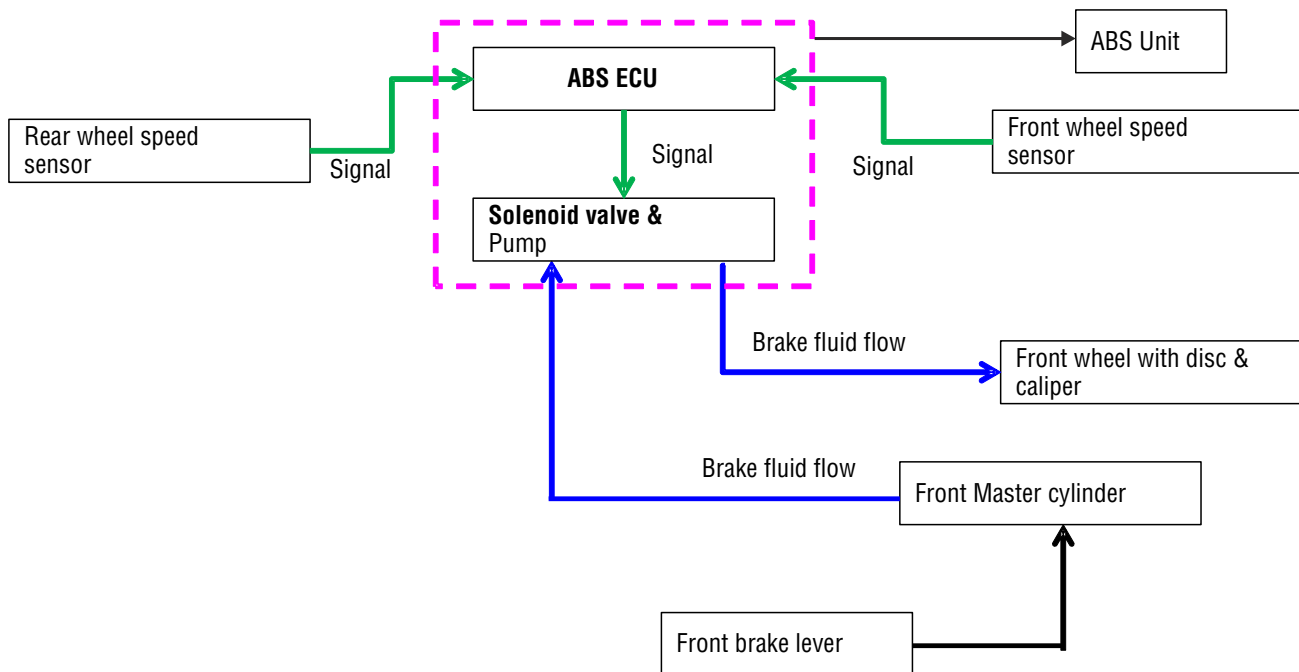 ABS Unit
ABS ECU
Rear wheel speed
sensor
Signal
Signal
Signal
Front wheel speed
sensor
Solenoid valve &
Pump
Brake fluid flow
Front wheel with disc &
caliper
Brake fluid flow
Front Master cylinder
Front brake lever